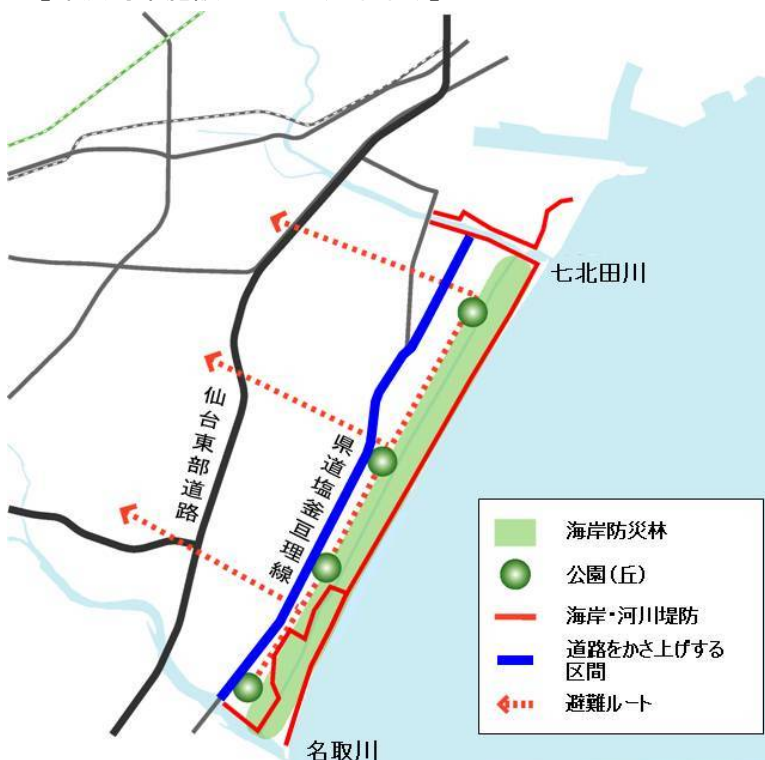 七北田川
仙台東部道路
県道塩釜亘理線
海岸防災林
公園(丘)
海岸・河川堤防
道路をかさ上げする
区間
避難ルート
名取川